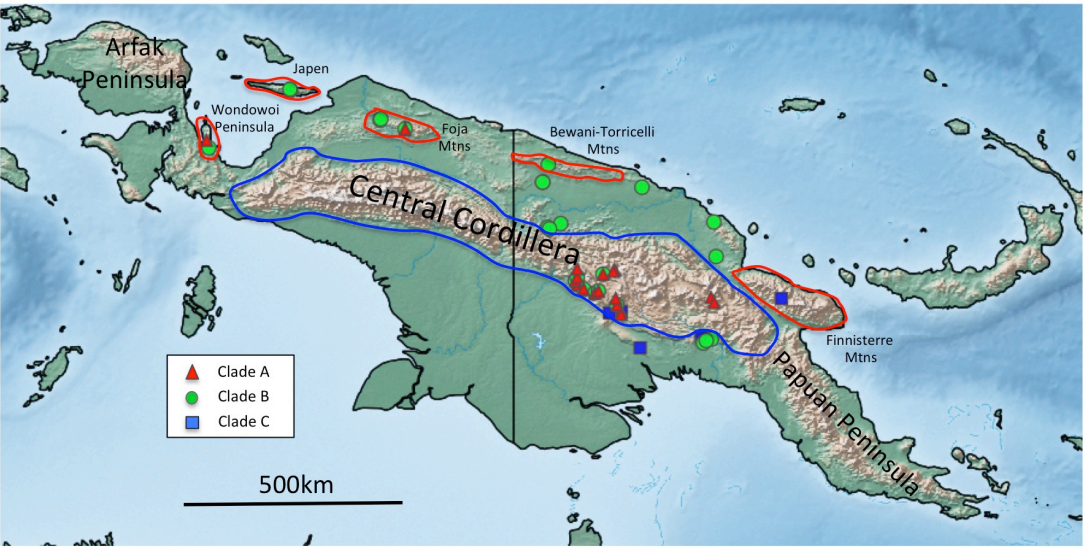 Arfak
Peninsula
Japen
Wondowoi
Peninsula
Foja
Mtns
Bewani-Torricelli
Mtns
Central Cordillera
Finnisterre
Mtns
Papuan Peninsula
Clade A
Clade B
Clade C
500km